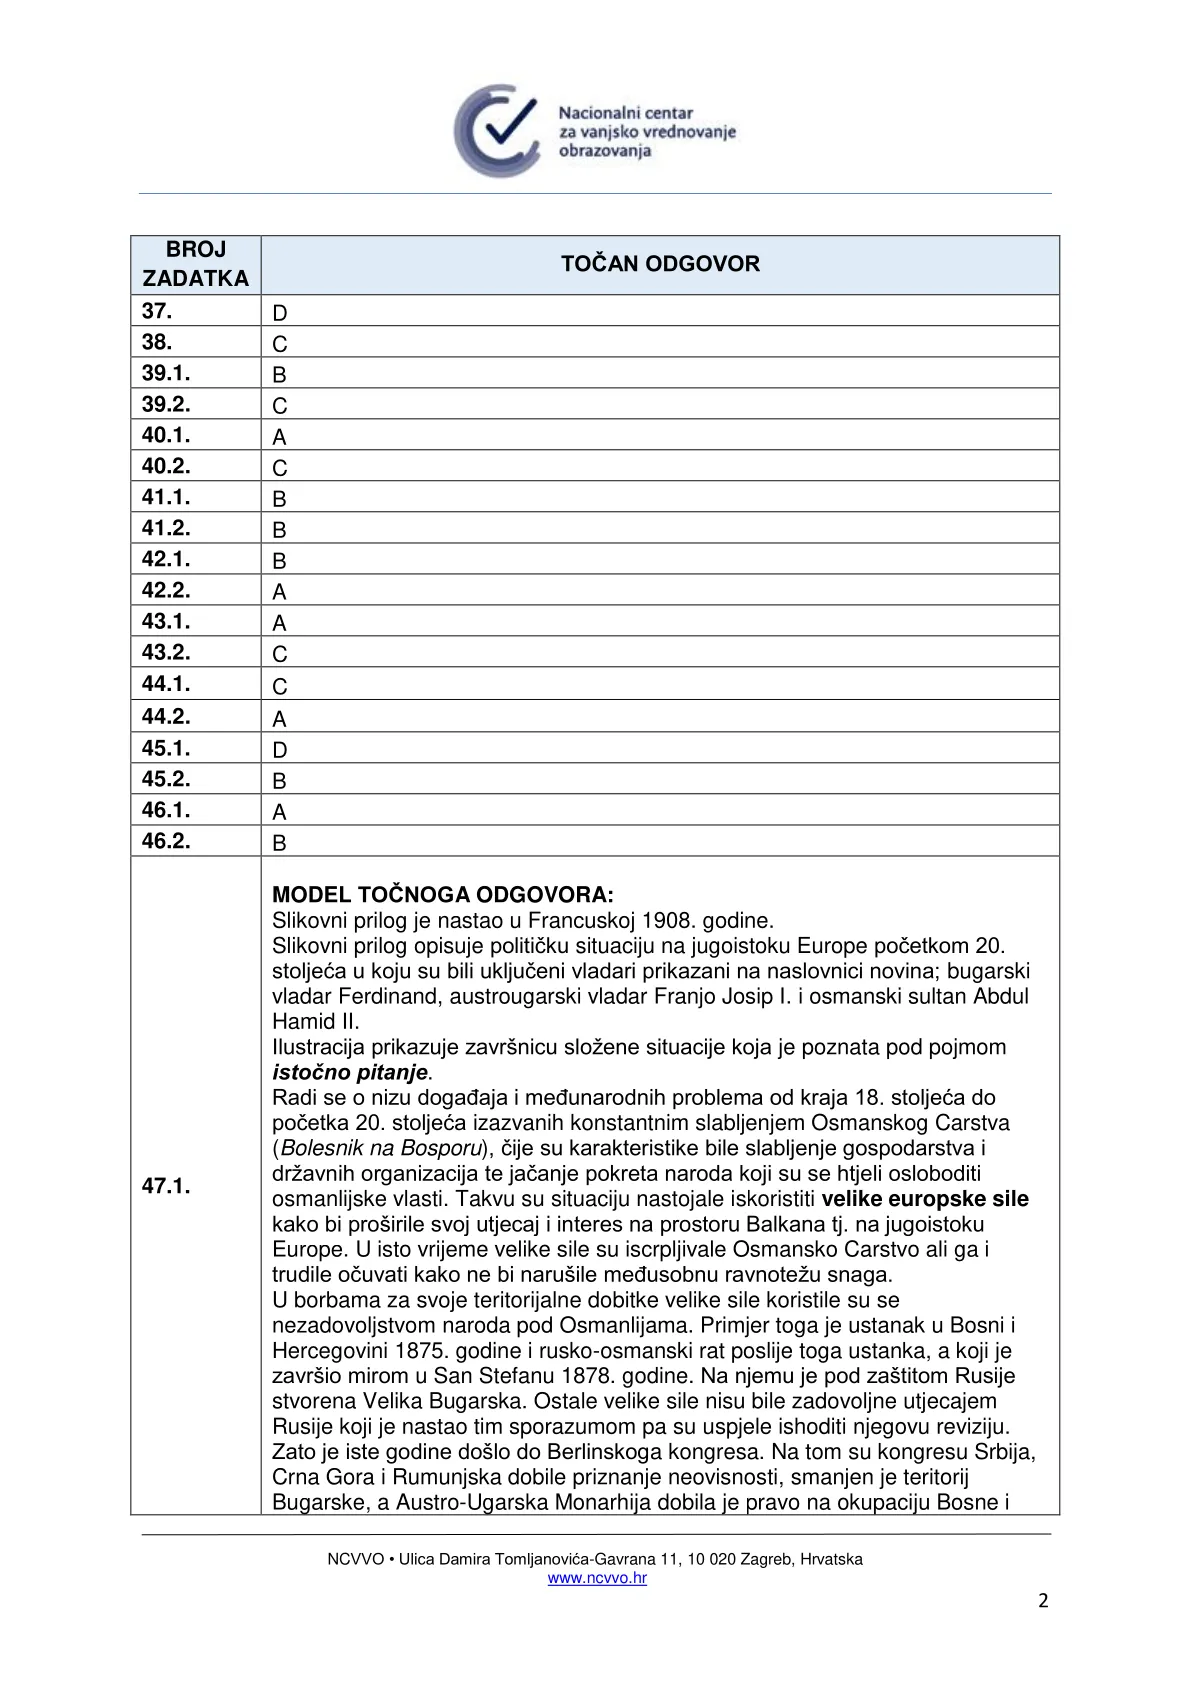 Nacionalni centar
za vanjsko vrednovanje
obrazovanja
BROJ
ZADATKA
TOČAN ODGOVOR
37. D
38. C
39.1. B
39.2. C
40.1. A
40.2. C
41.1. B
41.2. B
42.1. B
42.2. A
43.1. A
43.2. C
44.1. C
44.2. A
45.1. D
45.2. B
46.1. A
46.2. B
47.1.
MODEL TOČNOGA ODGOVORA:
Slikovni prilog je nastao u Francuskoj 1908. godine.
Slikovni prilog opisuje političku situaciju na jugoistoku Europe početkom 20.
stoljeća u koju su bili uključeni vladari prikazani na naslovnici novina; bugarski
vladar Ferdinand, austrougarski vladar Franjo Josip I. i osmanski sultan Abdul
Hamid II.
Ilustracija prikazuje završnicu složene situacije koja je poznata pod pojmom
istočno pitanje.
Radi se o nizu događaja i međunarodnih problema od kraja 18. stoljeća do
početka 20. stoljeća izazvanih konstantnim slabljenjem Osmanskog Carstva
(Bolesnik na Bosporu), čije su karakteristike bile slabljenje gospodarstva i
državnih organizacija te jačanje pokreta naroda koji su se htjeli osloboditi
osmanlijske vlasti. Takvu su situaciju nastojale iskoristiti velike europske sile
kako bi proširile svoj utjecaj i interes na prostoru Balkana tj. na jugoistoku
Europe. U isto vrijeme velike sile su iscrpljivale Osmansko Carstvo ali ga i
trudile očuvati kako ne bi narušile međusobnu ravnotežu snaga.
U borbama za svoje teritorijalne dobitke velike sile koristile su se
nezadovoljstvom naroda pod Osmanlijama. Primjer toga je ustanak u Bosni i
Hercegovini 1875. godine i rusko-osmanski rat poslije toga ustanka, a koji je
završio mirom u San Stefanu 1878. godine. Na njemu je pod zaštitom Rusije
stvorena Velika Bugarska. Ostale velike sile nisu bile zadovoljne utjecajem
Rusije koji je nastao tim sporazumom pa su uspjele ishoditi njegovu reviziju.
Zato je iste godine došlo do Berlinskoga kongresa. Na tom su kongresu Srbija,
Crna Gora i Rumunjska dobile priznanje neovisnosti, smanjen je teritorij
Bugarske, a Austro-Ugarska Monarhija dobila je pravo na okupaciju Bosne i
NCVVO • Ulica Damira Tomljanovića-Gavrana 11, 10 020 Zagreb, Hrvatska
www.ncvvo.hr
2